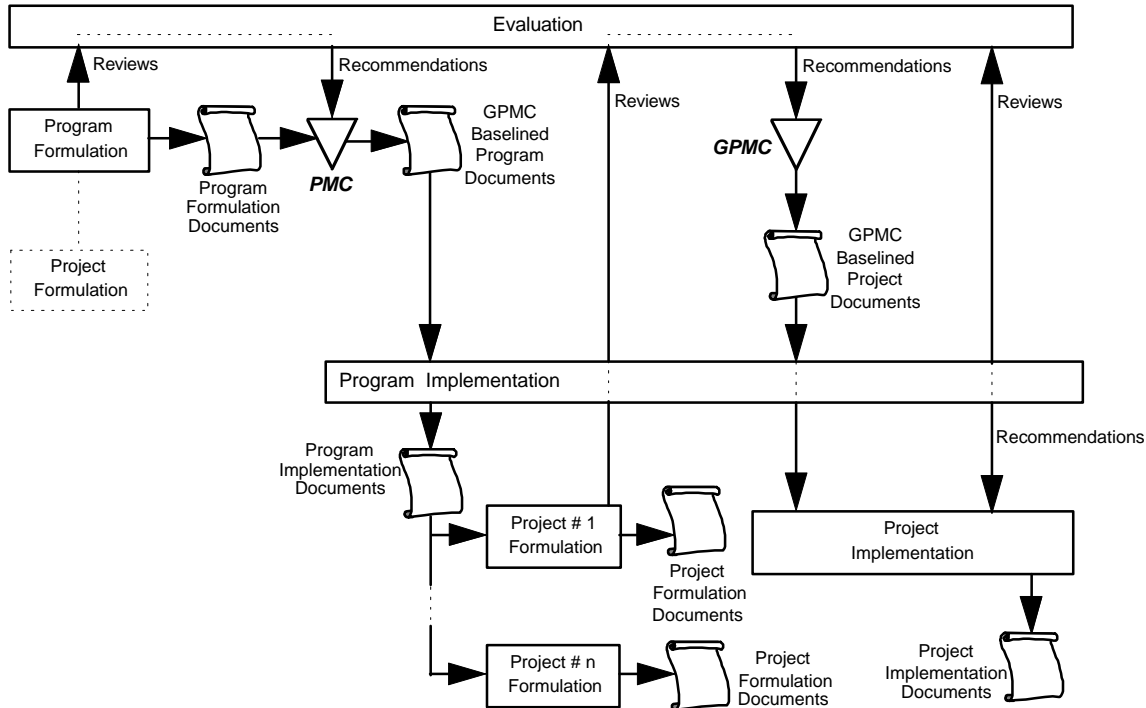 Evaluation
Reviews
Recommendations
Reviews
Recommendations
Reviews
Program
Formulation
Program
Formulation
Documents
PMC
GPMC
Baselined
Program
Documents
GPMC
GPMC
Baselined
Project
Documents
Project
Formulation
Program Implementation
Recommendations
Program
Implementation
Documents
Project # 1
Formulation
Project
Formulation
Documents
Project
Implementation
Project # n
Formulation
Project
Formulation
Documents
Project
Implementation
Documents